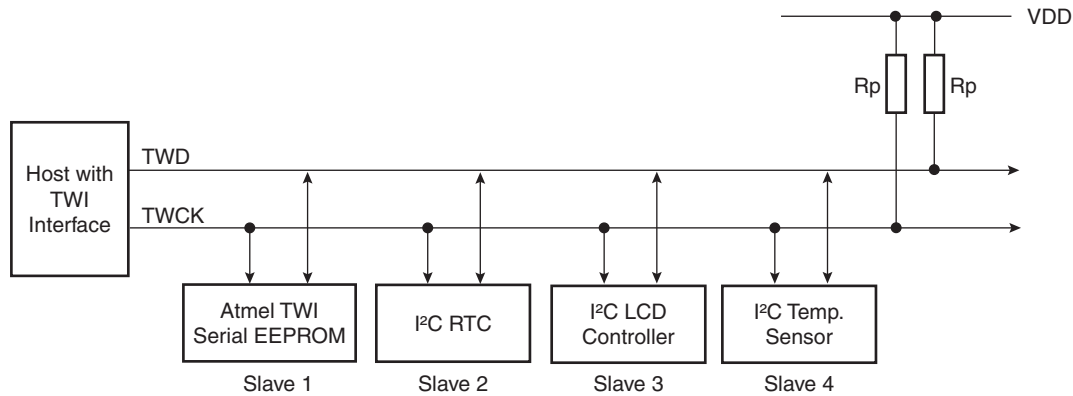 VDD
Rp
Rp
Host with
TWI
Interface
TWD
TWCK
Atmel TWI
Serial EEPROM
I²C RTC
I²C LCD
Controller
I²C Temp.
Sensor
Slave 1
Slave 2
Slave 3
Slave 4